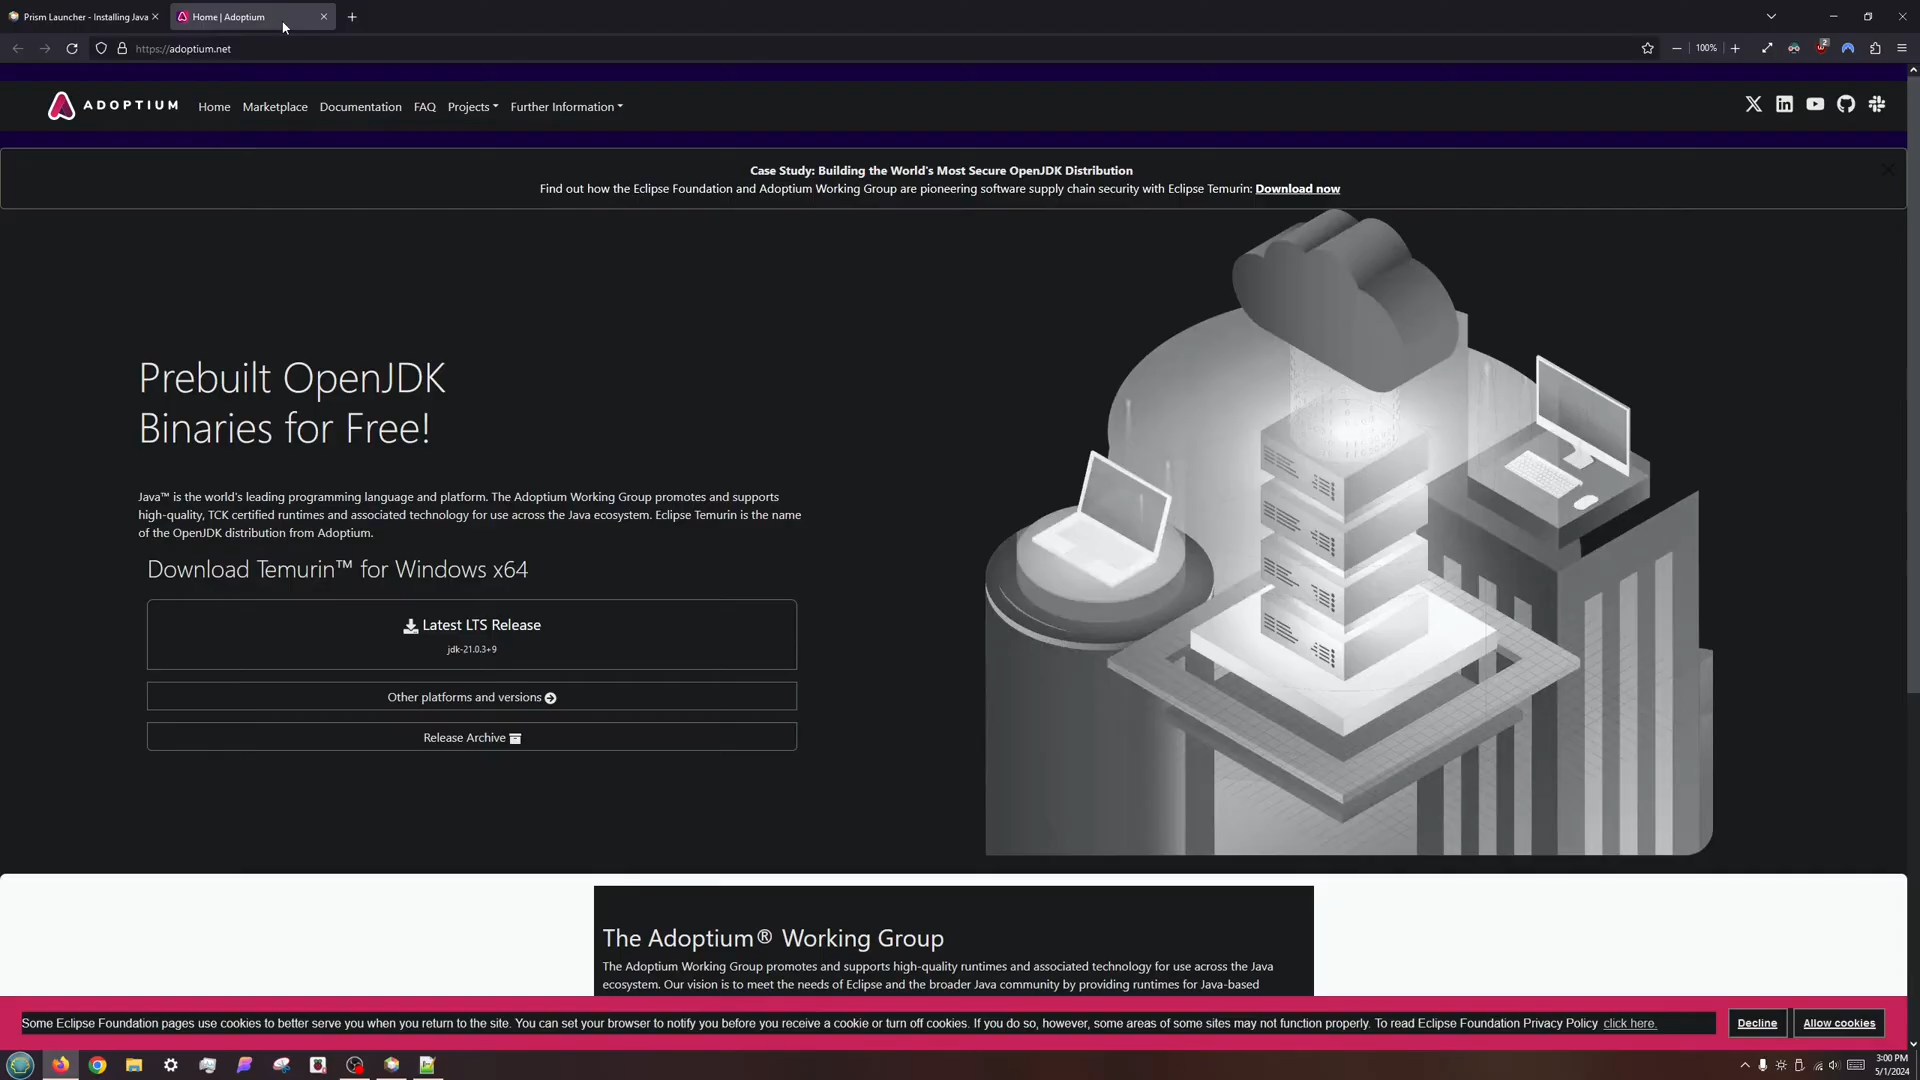 Prism Launcher - Installing Java
Home | Adoptium
https://adoptium.net
100%
2
ADOPTIUM
Home
Marketplace
Documentation
FAQ
Projects
Further Information
Case Study: Building the World's Most Secure OpenJDK Distribution
Find out how the Eclipse Foundation and Adoptium Working Group are pioneering software supply chain security with Eclipse Temurin: Download now
Prebuilt OpenJDK
Binaries for Free!
Java™ is the world's leading programming language and platform. The Adoptium Working Group promotes and supports
high-quality, TCK certified runtimes and associated technology for use across the Java ecosystem. Eclipse Temurin is the name
of the OpenJDK distribution from Adoptium.
Download Temurin™ for Windows x64
Latest LTS Release
jdk-21.0.3+9
Other platforms and versions
Release Archive
The Adoptium® Working Group
The Adoptium Working Group promotes and supports high-quality runtimes and associated technology for use across the Java
ecosystem. Our vision is to meet the needs of Eclipse and the broader Java community by providing runtimes for Java-based
Some Eclipse Foundation pages use cookies to better serve you when you return to the site. You can set your browser to notify you before you receive a cookie or turn off cookies. If you do so, however, some areas of some sites may not function properly. To read Eclipse Foundation Privacy Policy click here.
Decline
Allow cookies
3:00 PM
5/1/2024